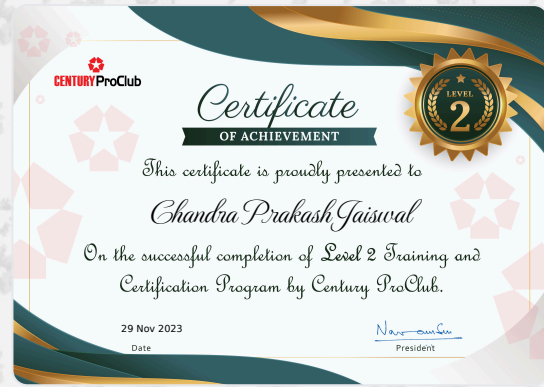 CENTURY ProClub
Certificate
OF ACHIEVEMENT
LEVEL
2
This certificate is proudly presented to
Chandra Prakash Jaiswal
On the successful completion of Level 2 Training and
Certification Program by Century ProClub.
29 Nov 2023
Date
President